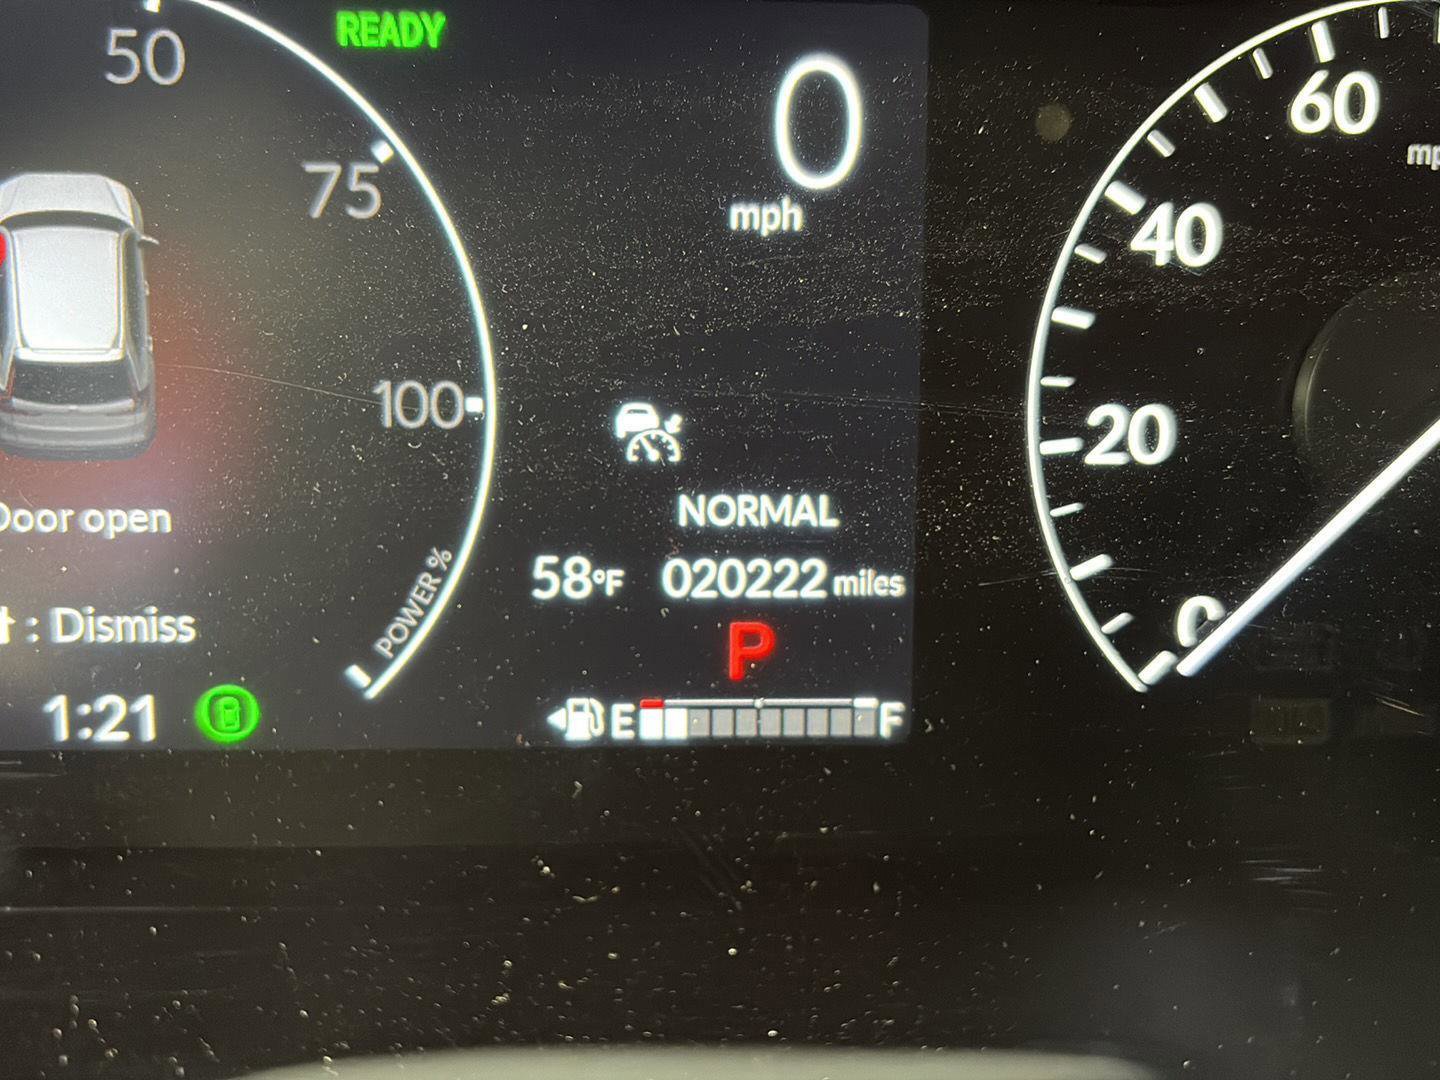 50
READY
0
mph
75
100
POWER %
Door open
: Dismiss
1:21
NORMAL
58°F 020222 miles
P
E F
60
40
20
0